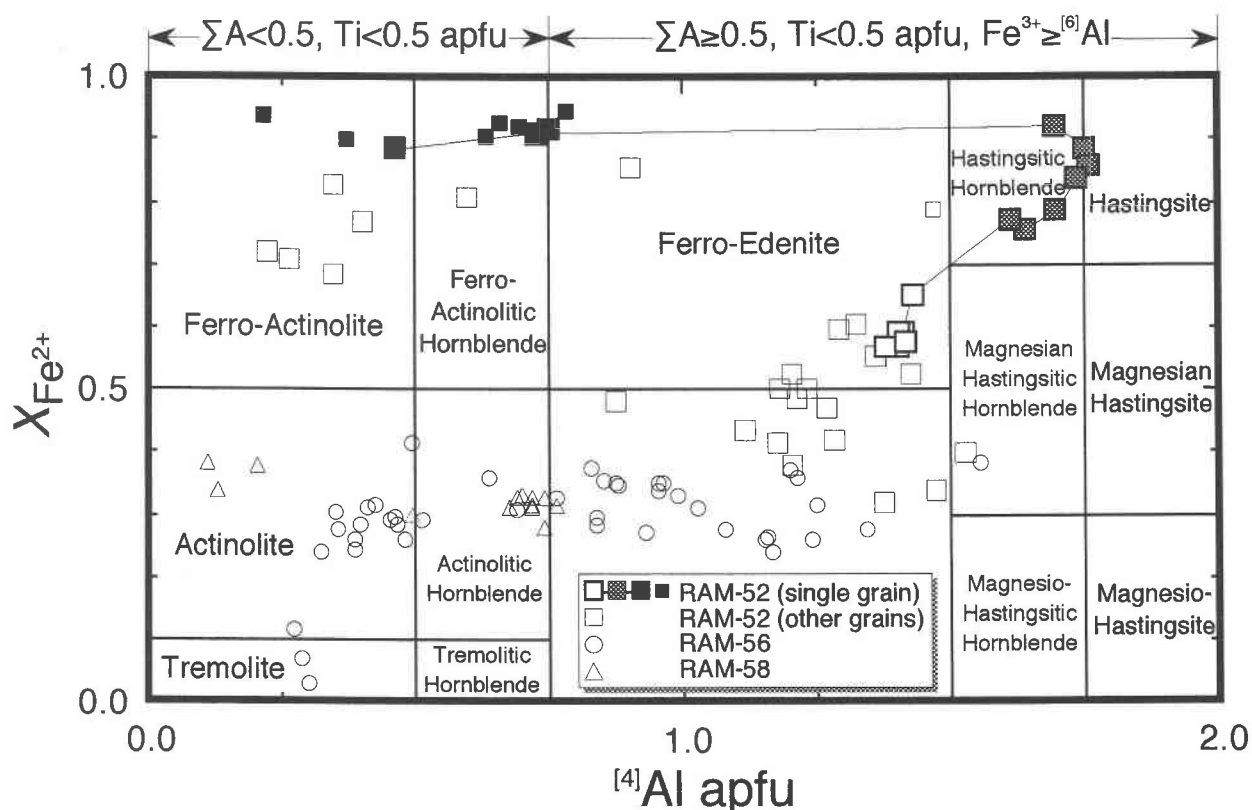 ∑A<0.5, Ti<0.5 apfu
∑A≥0.5, Ti<0.5 apfu, Fe³⁺≥[6]Al
1.0
Hastingsitic
Hornblende
Hastingsite
Ferro-Edenite
Ferro-
Actinolitic
Hornblende
Ferro-Actinolite
Magnesian
Hastingsitic
Hornblende
Magnesian
Hastingsite
0.5
XFe²⁺
Actinolite
Actinolitic
Hornblende
RAM-52 (single grain)
RAM-52 (other grains)
RAM-56
RAM-58
Magnesio-
Hastingsitic
Hornblende
Magnesio-
Hastingsite
Tremolite
Tremolitic
Hornblende
0.0
0.0
1.0
2.0
[4]Al apfu